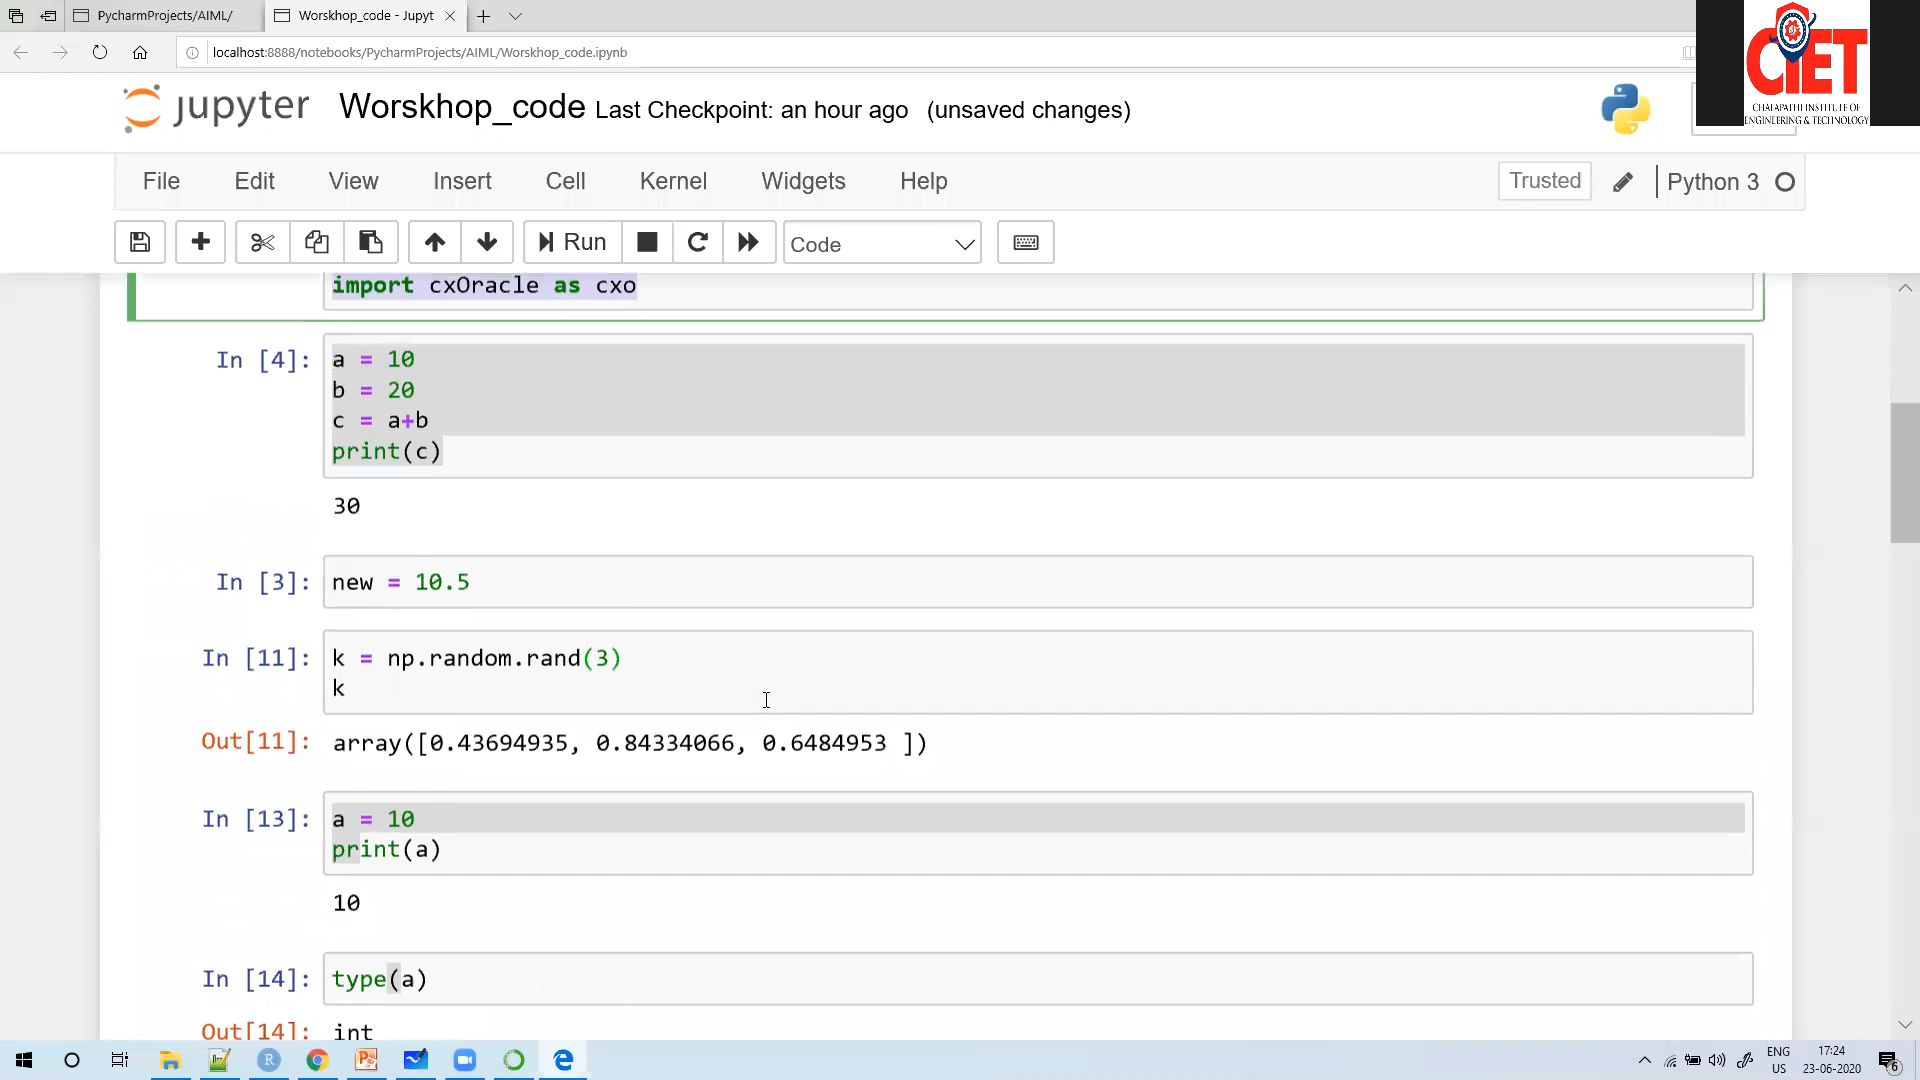 PycharmProjects/AIML/
Worskhop_code - Jupyt
localhost:8888/notebooks/PycharmProjects/AIML/Worskhop_code.ipynb
CIET
CHALAPATHI INSTITUTE OF
ENGINEERING & TECHNOLOGY
jupyter Worskhop_code Last Checkpoint: an hour ago (unsaved changes)
File Edit View Insert Cell Kernel Widgets Help
Trusted
Python 3
Run
Code
import cxOracle as cxo
In [4]: a = 10
b = 20
c = a+b
print(c)
30
In [3]: new = 10.5
In [11]: k = np.random.rand(3)
k
Out[11]: array([0.43694935, 0.84334066, 0.6484953 ])
In [13]: a = 10
print(a)
10
In [14]: type(a)
Out[14]: int
ENG
US
17:24
23-06-2020
6